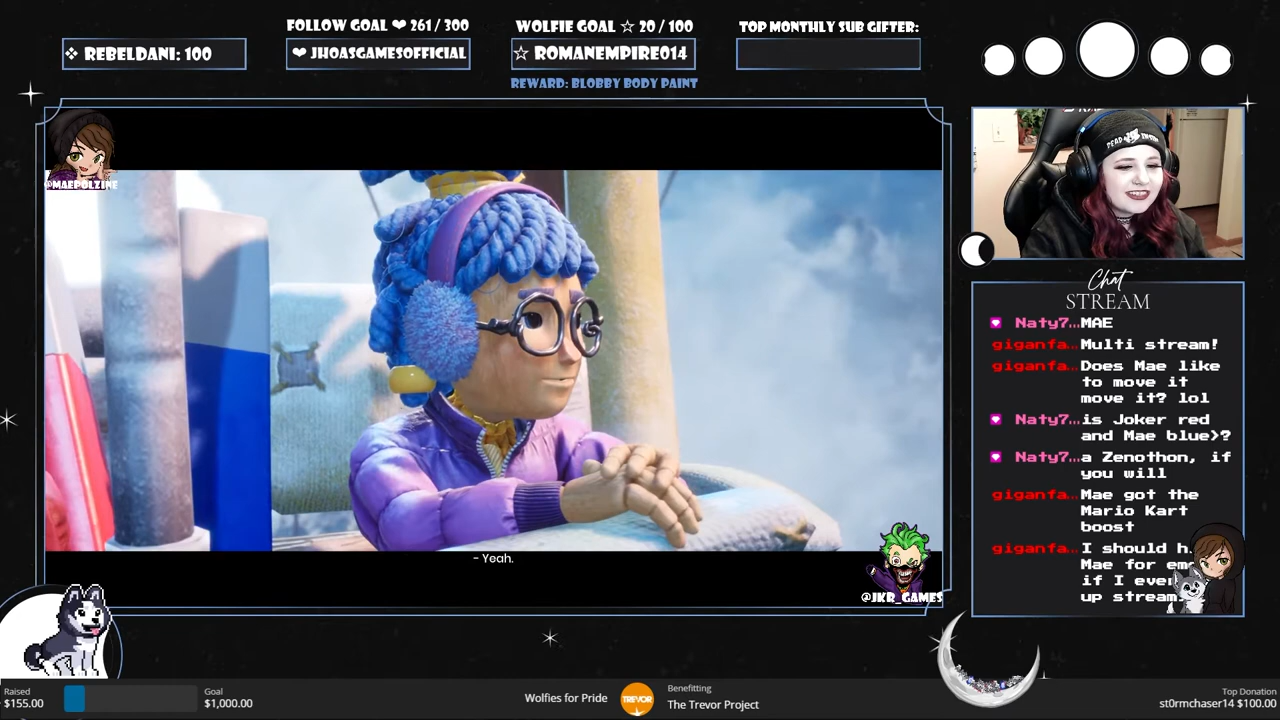 FOLLOW GOAL ❤ 261 / 300
WOLFIE GOAL ☆ 20 / 100
TOP MONTHLY SUB GIFTER:
❖ REBELDANI: 100
❤ JHOASGAMESOFFICIAL
☆ ROMANEMPIRE014
REWARD: BLOBBY BODY PAINT
@MAEPOLZINE
DEAD INSIDE
Chat
STREAM
Naty7... MAE
giganfa... Multi stream!
giganfa... Does Mae like
to move it
move it? lol
Naty7... is Joker red
and Mae blue>?
Naty7... a Zenothon, if
you will
giganfa... Mae got the
Mario Kart
boost
giganfa... I should
Mae for
if I
up stream
- Yeah.
@JKR_GAMES
Raised
$155.00
Goal
$1,000.00
Wolfies for Pride
TREVOR
Benefitting
The Trevor Project
Top Donation
st0rmchaser14 $100.00